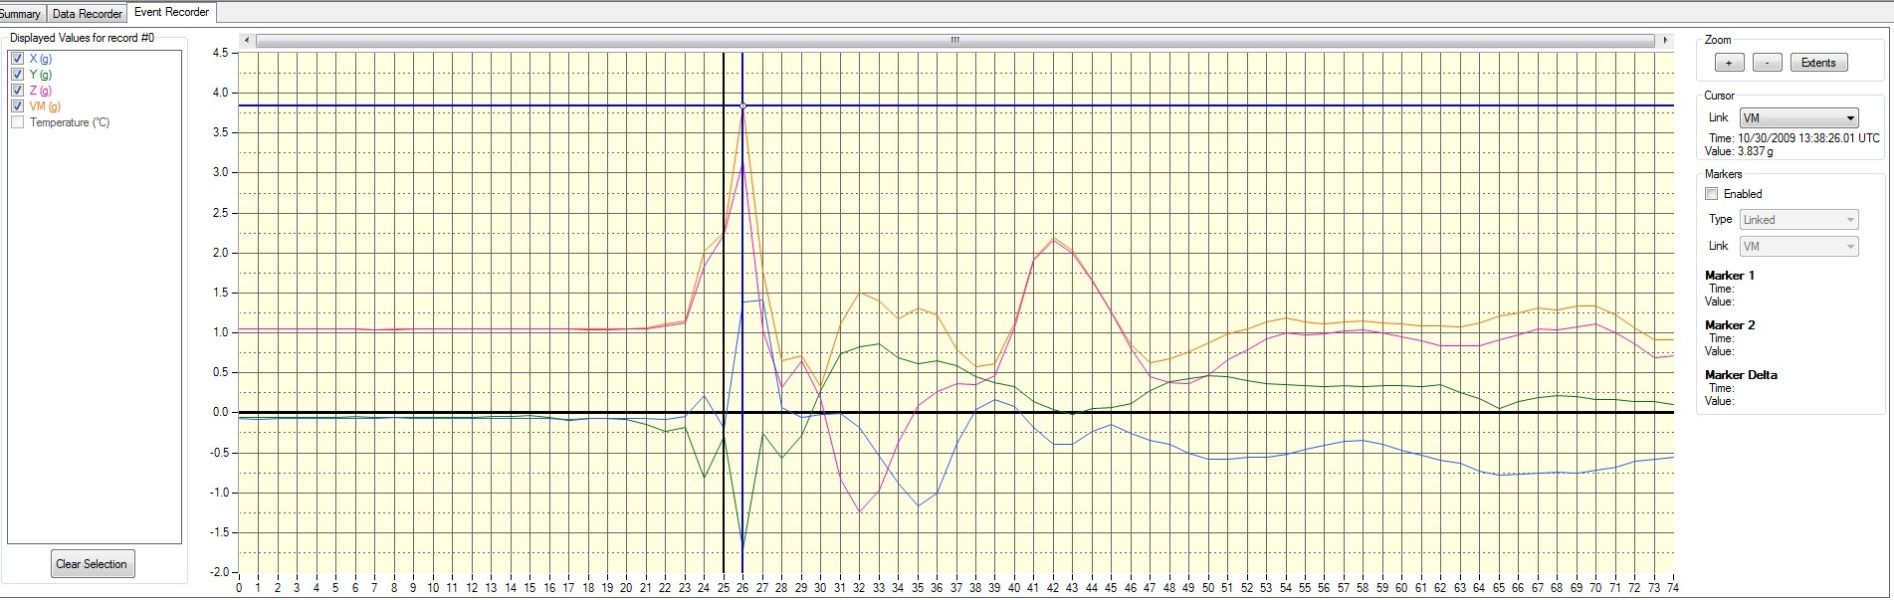 Summary Data Recorder Event Recorder
Displayed Values for record #0
X (g)
Y (g)
Z (g)
VM (g)
Temperature (°C)
Clear Selection
4.5
4.0
3.5
3.0
2.5
2.0
1.5
1.0
0.5
0.0
-0.5
-1.0
-1.5
-2.0
0 1 2 3 4 5 6 7 8 9 10 11 12 13 14 15 16 17 18 19 20 21 22 23 24 25 26 27 28 29 30 31 32 33 34 35 36 37 38 39 40 41 42 43 44 45 46 47 48 49 50 51 52 53 54 55 56 57 58 59 60 61 62 63 64 65 66 67 68 69 70 71 72 73 74
Zoom
+ - Extents
Cursor
Link VM
Time: 10/30/2009 13:38:26.01 UTC
Value: 3.837 g
Markers
Enabled
Type Linked
Link VM
Marker 1
Time:
Value:
Marker 2
Time:
Value:
Marker Delta
Time:
Value: